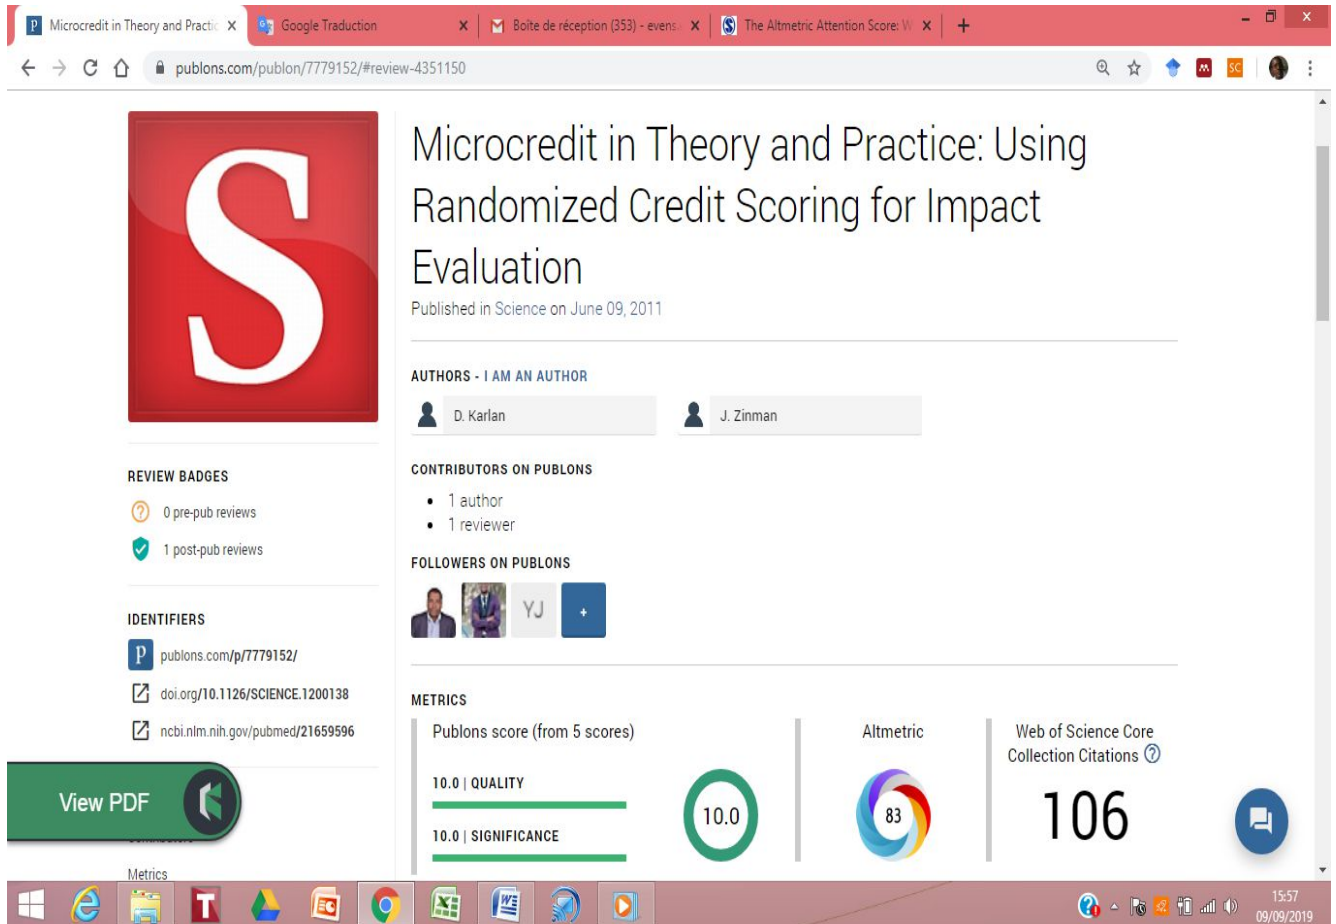 Microcredit in Theory and Practic
Google Traduction
Boîte de réception (353) - evens.
The Altmetric Attention Score: W
publons.com/publon/7779152/#review-4351150
SC
S
Microcredit in Theory and Practice: Using
Randomized Credit Scoring for Impact
Evaluation
Published in Science on June 09, 2011
AUTHORS - I AM AN AUTHOR
D. Karlan
J. Zinman
REVIEW BADGES
0 pre-pub reviews
1 post-pub reviews
CONTRIBUTORS ON PUBLONS
1 author
1 reviewer
FOLLOWERS ON PUBLONS
YJ
+
IDENTIFIERS
publons.com/p/7779152/
doi.org/10.1126/SCIENCE.1200138
ncbi.nlm.nih.gov/pubmed/21659596
View PDF
Metrics
METRICS
Publons score (from 5 scores)
10.0 | QUALITY
10.0 | SIGNIFICANCE
10.0
Altmetric
83
Web of Science Core
Collection Citations ?
106
15:57
09/09/2019